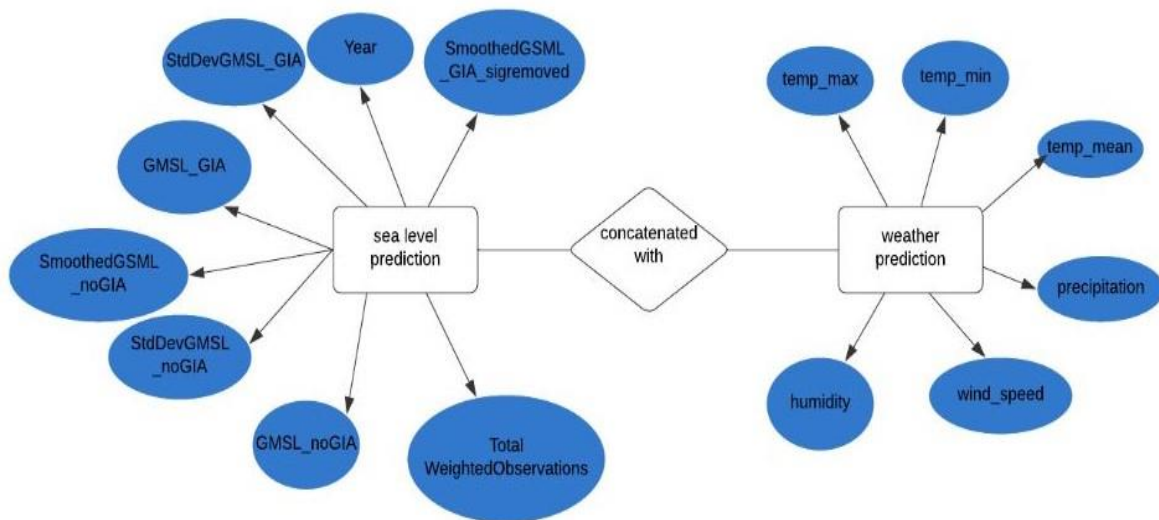 StdDevGMSL_GIA
Year
SmoothedGSML
_GIA_sigremoved
GMSL_GIA
SmoothedGSML
_noGIA
StdDevGMSL
_noGIA
GMSL_noGIA
Total
WeightedObservations
sea level
prediction
concatenated
with
weather
prediction
temp_max
temp_min
temp_mean
precipitation
wind_speed
humidity